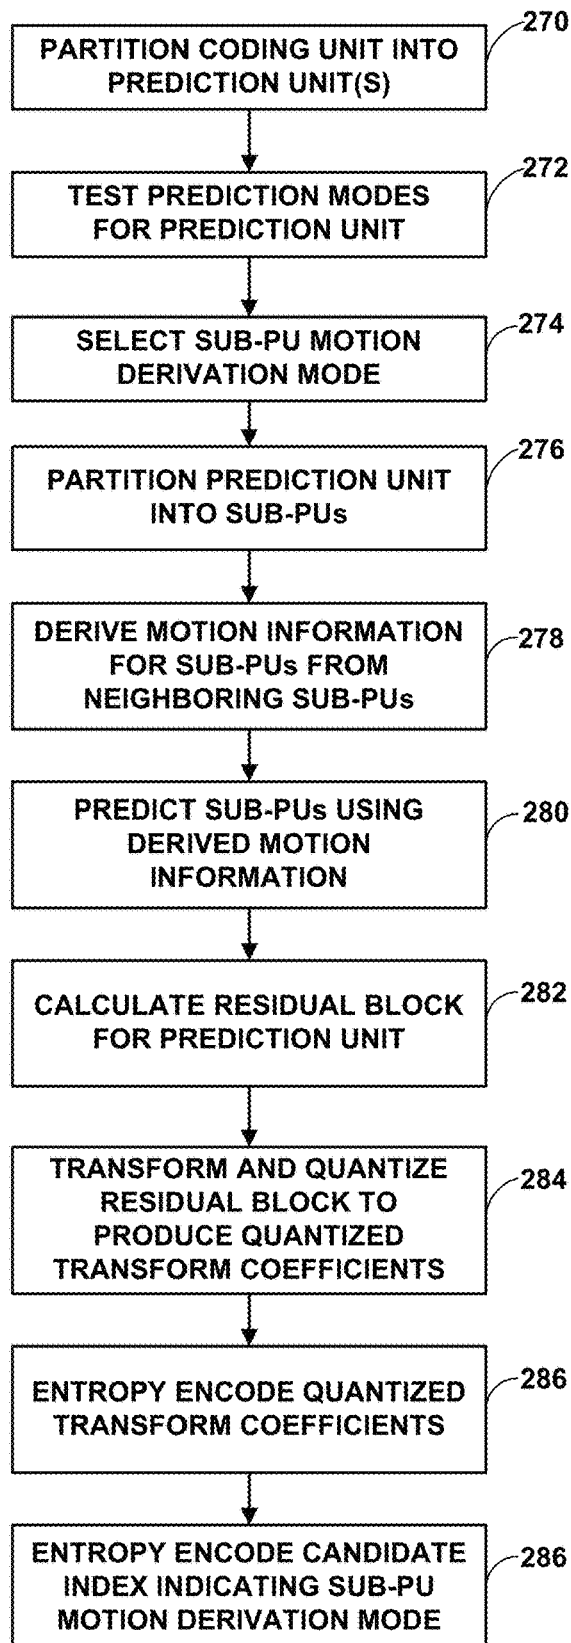 270
PARTITION CODING UNIT INTO
PREDICTION UNIT(S)
272
TEST PREDICTION MODES
FOR PREDICTION UNIT
274
SELECT SUB-PU MOTION
DERIVATION MODE
276
PARTITION PREDICTION UNIT
INTO SUB-PUs
278
DERIVE MOTION INFORMATION
FOR SUB-PUs FROM
NEIGHBORING SUB-PUs
280
PREDICT SUB-PUs USING
DERIVED MOTION
INFORMATION
282
CALCULATE RESIDUAL BLOCK
FOR PREDICTION UNIT
284
TRANSFORM AND QUANTIZE
RESIDUAL BLOCK TO
PRODUCE QUANTIZED
TRANSFORM COEFFICIENTS
286
ENTROPY ENCODE QUANTIZED
TRANSFORM COEFFICIENTS
286
ENTROPY ENCODE CANDIDATE
INDEX INDICATING SUB-PU
MOTION DERIVATION MODE